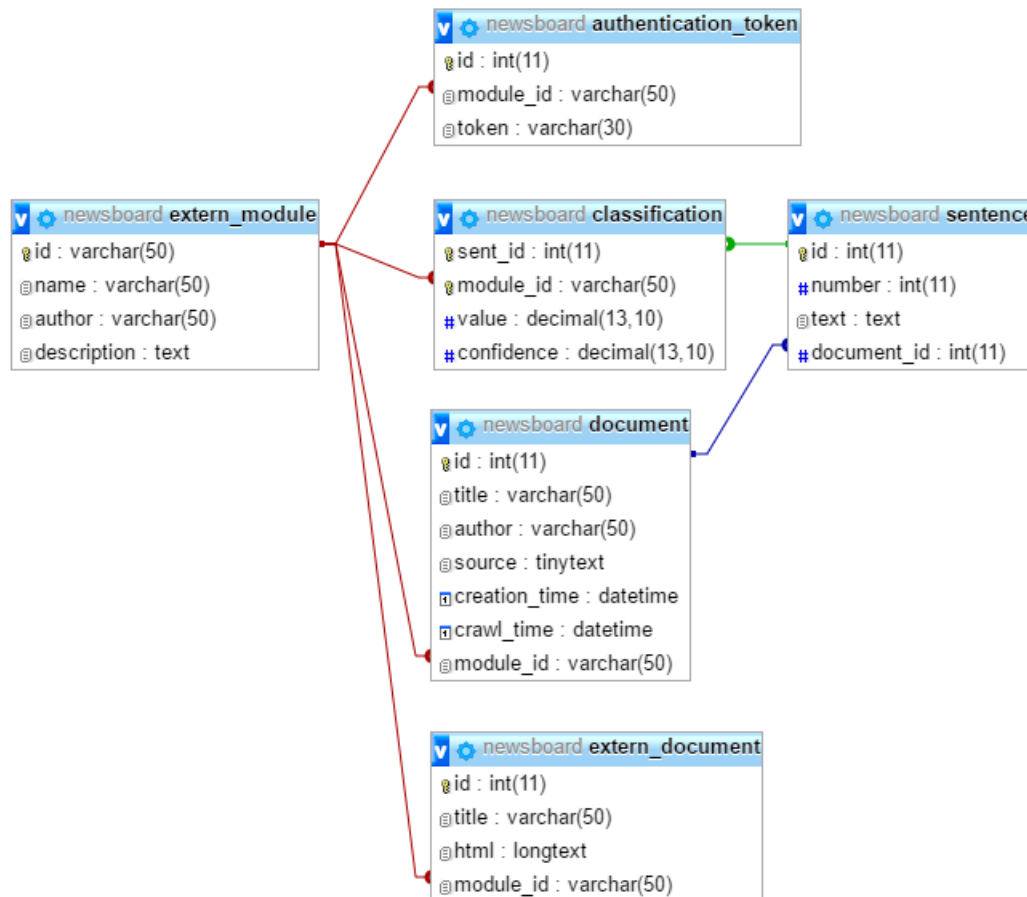 newsboard authentication_token
id : int(11)
module_id : varchar(50)
token : varchar(30)
newsboard extern_module
id : varchar(50)
name : varchar(50)
author : varchar(50)
description : text
newsboard classification
sent_id : int(11)
module_id : varchar(50)
value : decimal(13,10)
confidence : decimal(13,10)
newsboard sentence
id : int(11)
number : int(11)
text : text
document_id : int(11)
newsboard document
id : int(11)
title : varchar(50)
author : varchar(50)
source : tinytext
creation_time : datetime
crawl_time : datetime
module_id : varchar(50)
newsboard extern_document
id : int(11)
title : varchar(50)
html : longtext
module_id : varchar(50)